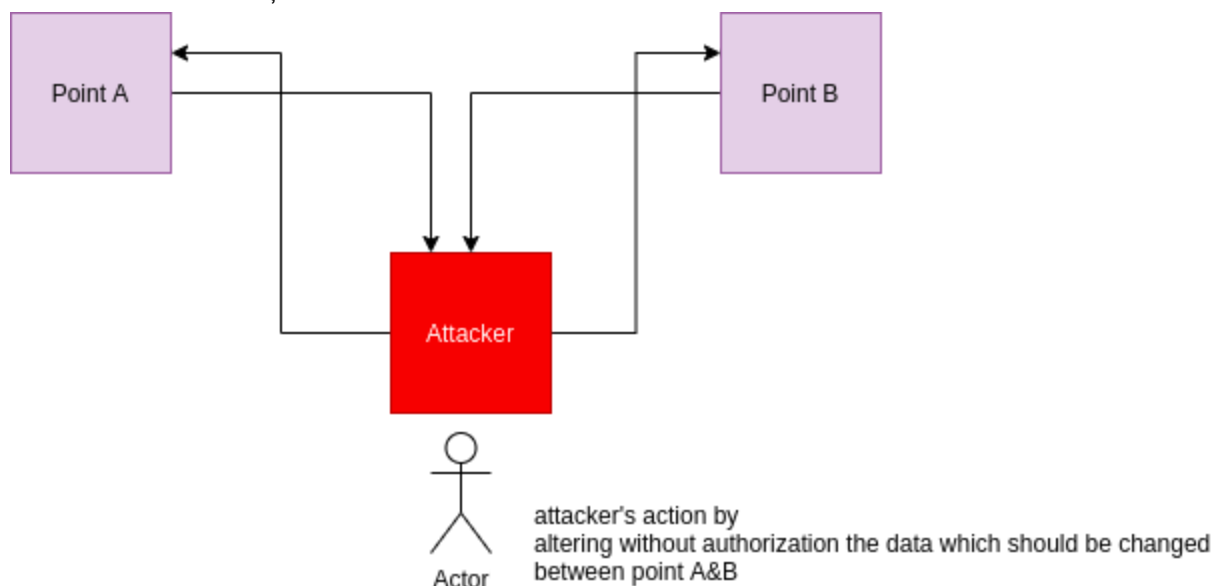 Point A
Point B
Attacker
attacker's action by
altering without authorization the data which should be changed
between point A&B
Actor